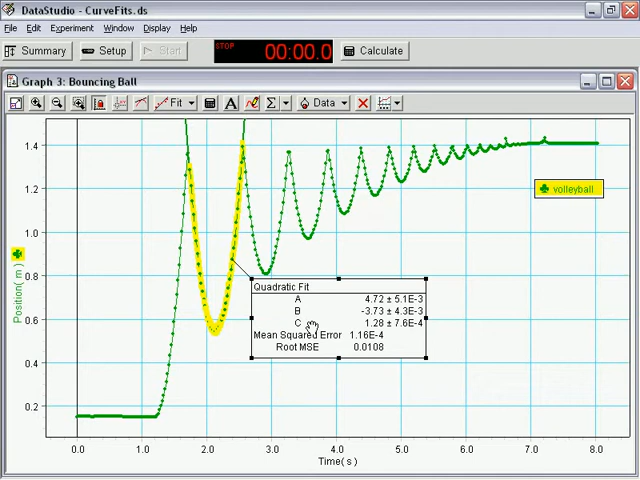 DataStudio - CurveFits.ds
File Edit Experiment Window Display Help
Summary Setup Start STOP 00:00.0 Calculate
Graph 3: Bouncing Ball
Fit A Σ Data
volleyball
Position( m )
1.4
1.2
1.0
0.8
0.6
0.4
0.2
Quadratic Fit
A 4.72 ± 5.1E-3
B -3.73 ± 4.3E-3
C 1.28 ± 7.6E-4
Mean Squared Error 1.16E-4
Root MSE 0.0108
0.0 1.0 2.0 3.0 4.0 5.0 6.0 7.0 8.0
Time( s )